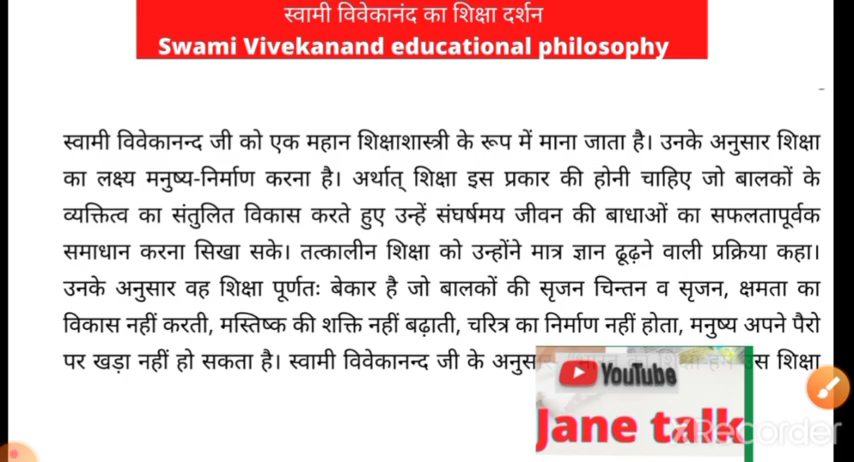 स्वामी विवेकानंद का शिक्षा दर्शन
Swami Vivekanand educational philosophy
स्वामी विवेकानन्द जी को एक महान शिक्षाशास्त्री के रूप में माना जाता है। उनके अनुसार शिक्षा
का लक्ष्य मनुष्य-निर्माण करना है। अर्थात् शिक्षा इस प्रकार की होनी चाहिए जो बालकों के
व्यक्तित्व का संतुलित विकास करते हुए उन्हें संघर्षमय जीवन की बाधाओं का सफलतापूर्वक
समाधान करना सिखा सके। तत्कालीन शिक्षा को उन्होंने मात्र ज्ञान ढूढ़ने वाली प्रक्रिया कहा।
उनके अनुसार वह शिक्षा पूर्णतः बेकार है जो बालकों की सृजन चिन्तन व सृजन, क्षमता का
विकास नहीं करती, मस्तिष्क की शक्ति नहीं बढ़ाती, चरित्र का निर्माण नहीं होता, मनुष्य अपने पैरो
पर खड़ा नहीं हो सकता है। स्वामी विवेकानन्द जी के शिक्षा
YouTube
Jane talk
XRecorder